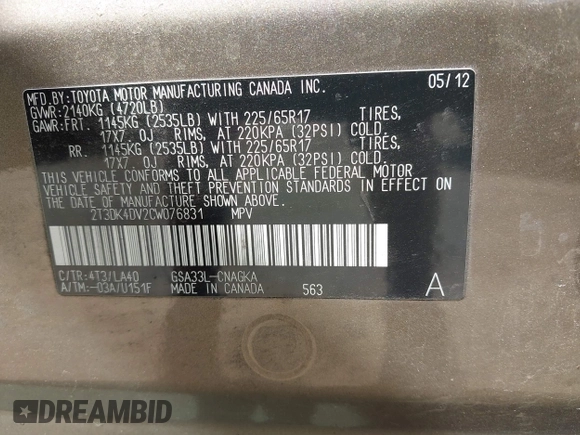 MFD.BY:TOYOTA MOTOR MANUFACTURING CANADA INC. 05/12
GVWR:2140KG (4720LB)
GAWR:FRT. 1145KG (2535LB) WITH 225/65R17 TIRES,
17X7 OJ RIMS, AT 220KPA (32PSI) COLD.
RR. 1145KG (2535LB) WITH 225/65R17 TIRES,
17X7 OJ RIMS, AT 220KPA (32PSI) COLD.
THIS VEHICLE CONFORMS TO ALL APPLICABLE FEDERAL MOTOR
VEHICLE SAFETY AND THEFT PREVENTION STANDARDS IN EFFECT ON
THE DATE OF MANUFACTURE SHOWN ABOVE.
2T3DK4DV2CW076831 MPV
C/TR:4T3/LA40 GSA33L-CNAGKA
A/TM:-03A/U151F MADE IN CANADA 563 A
DREAMBID